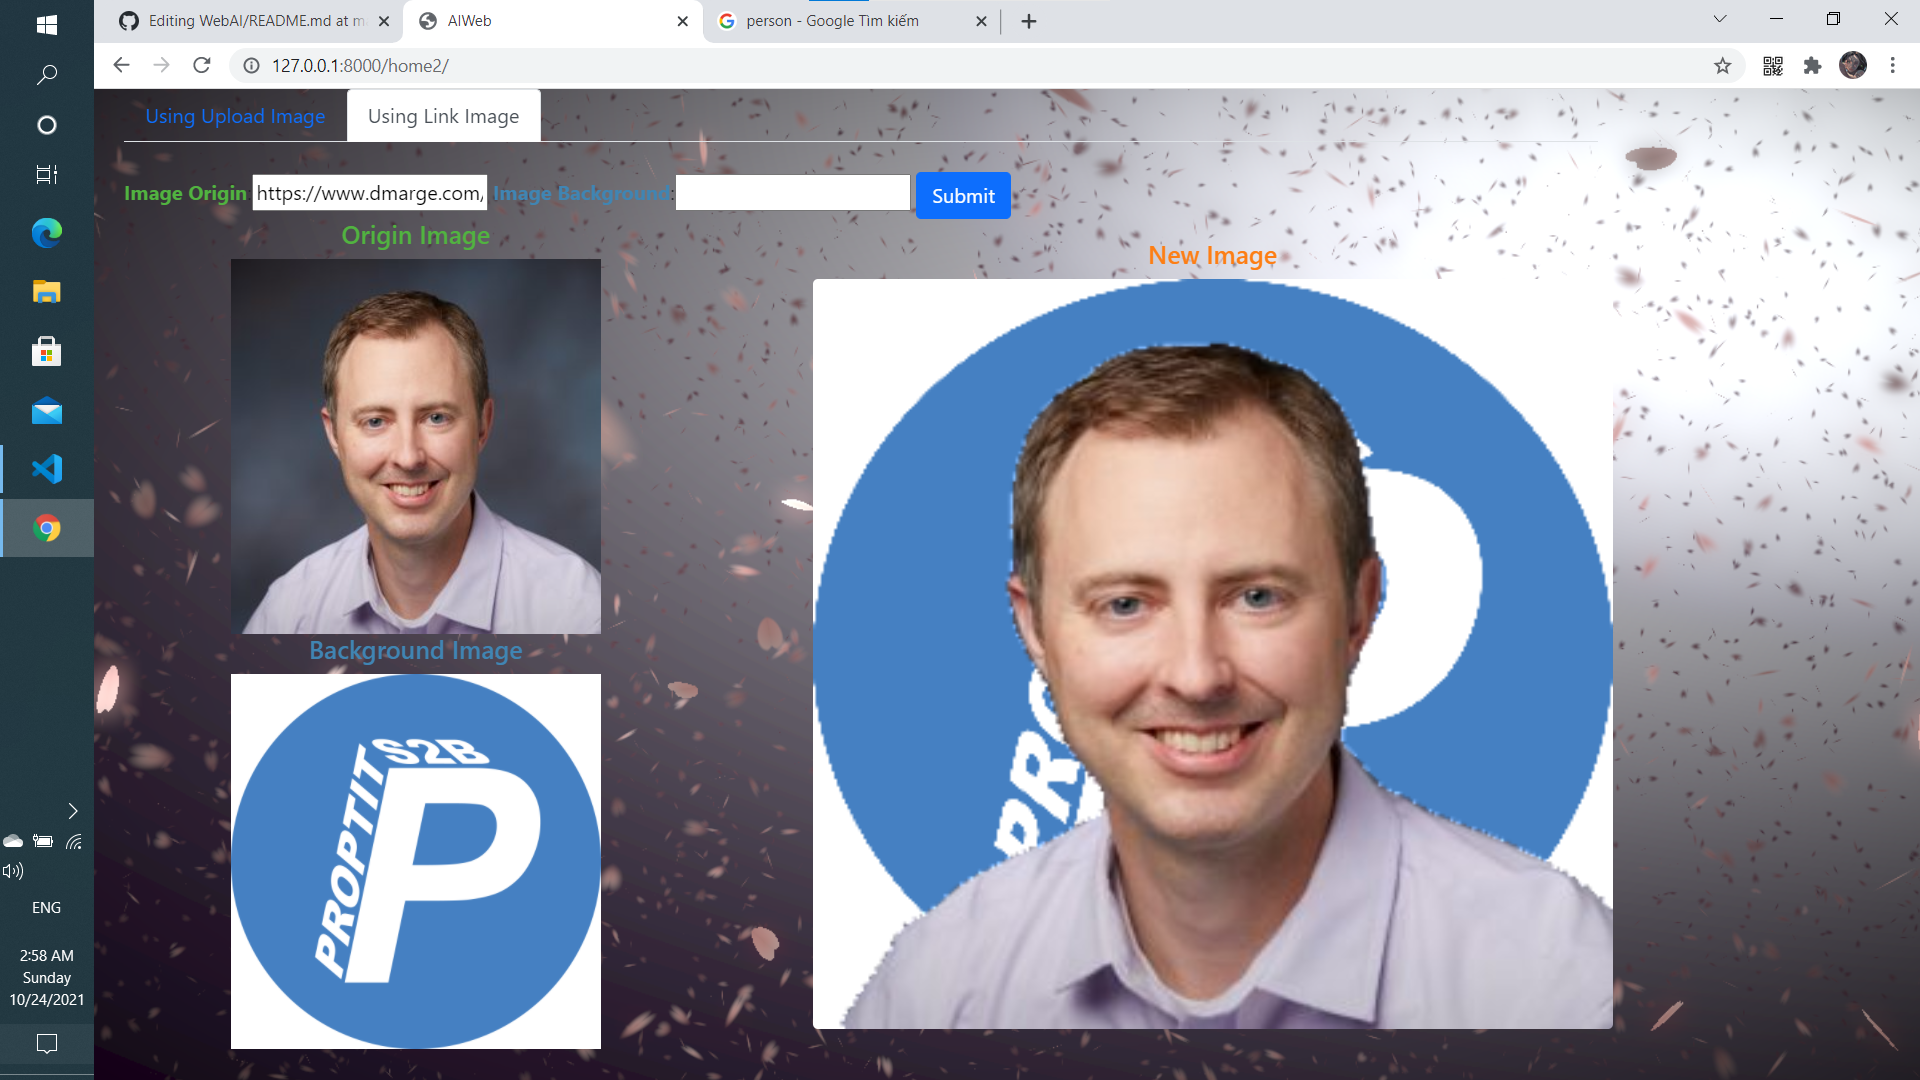 Editing WebAI/README.md at m
AIWeb
person - Google Tìm kiếm
127.0.0.1:8000/home2/
Using Upload Image
Using Link Image
Image Origin https://www.dmarge.com, Image Background: Submit
Origin Image
New Image
Background Image
S2B
PROPTIT
P
PRO
ENG
2:58 AM
Sunday
10/24/2021